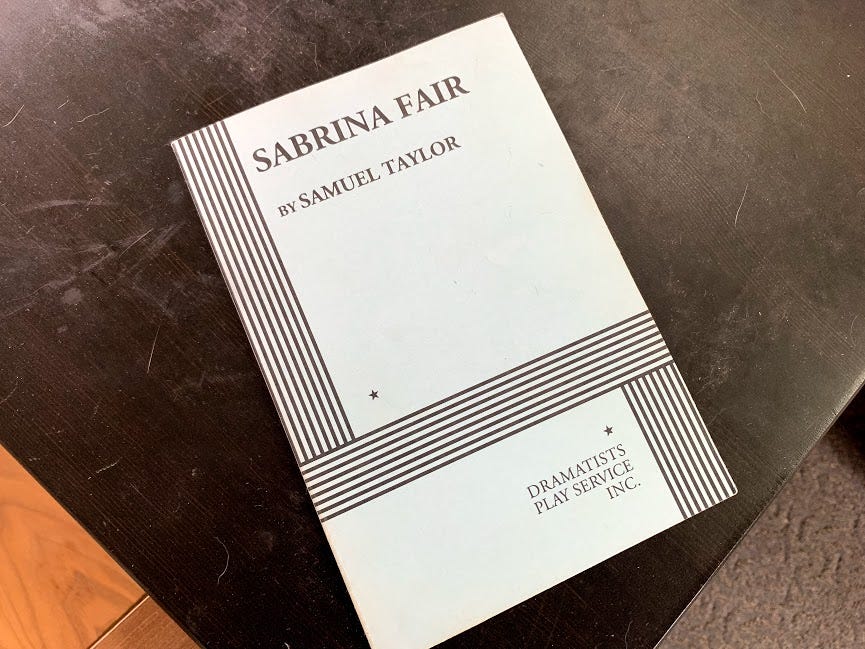 SABRINA FAIR
BY SAMUEL TAYLOR
DRAMATISTS
PLAY SERVICE
INC.